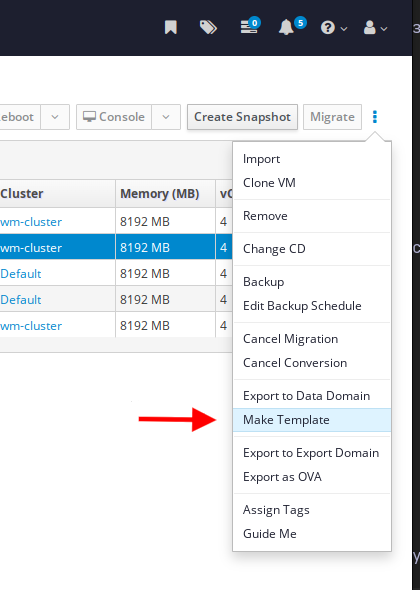 0
5
eboot
Console
Create Snapshot
Migrate
Import
Clone VM
Remove
Change CD
Backup
Edit Backup Schedule
Cancel Migration
Cancel Conversion
Export to Data Domain
Make Template
Export to Export Domain
Export as OVA
Assign Tags
Guide Me
Cluster Memory (MB)
wm-cluster 8192 MB 4
wm-cluster 8192 MB 4
Default 8192 MB 4
Default 8192 MB 4
wm-cluster 8192 MB 4